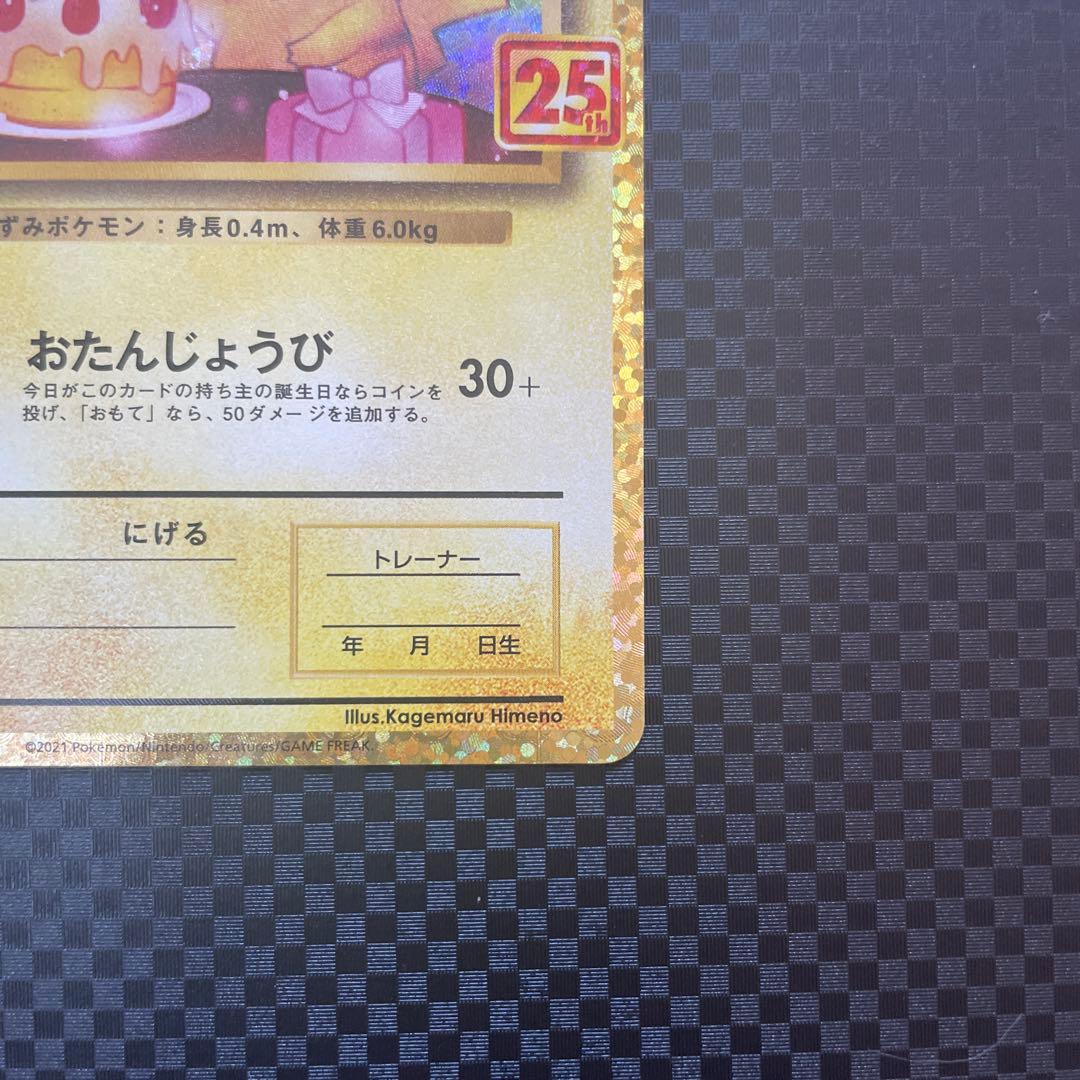 25th
ずみポケモン：身長0.4m、体重6.0kg
おたんじょうび
30+
今日がこのカードの持ち主の誕生日ならコインを
投げ、「おもて」なら、50ダメージを追加する。
にげる
トレーナー
年 月 日生
Illus.Kagemaru Himeno
©2021 Pokémon/Nintendo/Creatures/GAME FREAK.